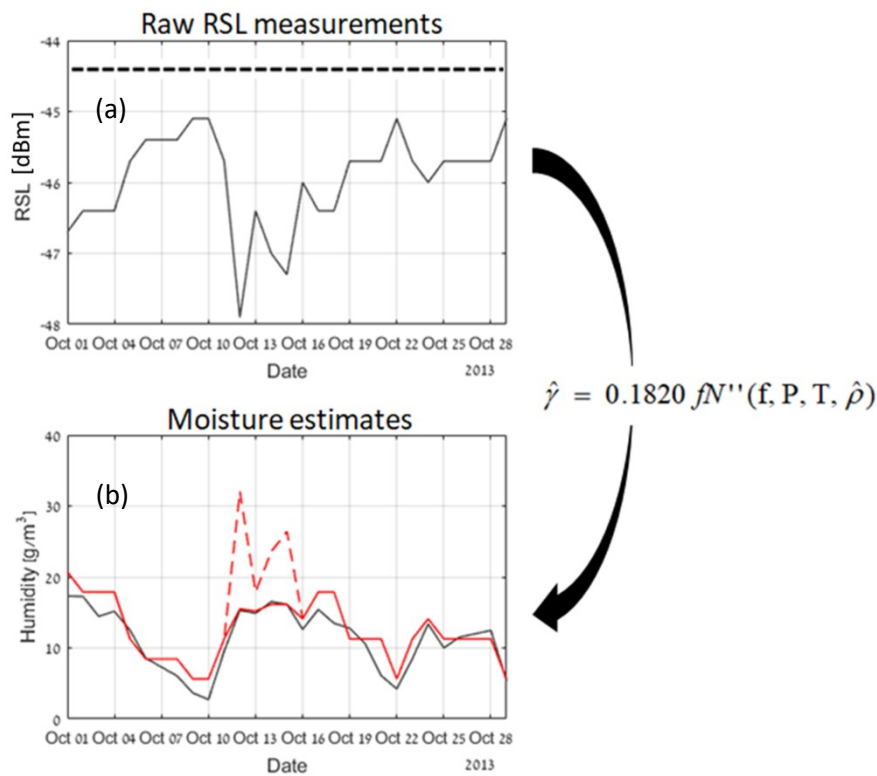 Raw RSL measurements
-44
(a)
-45
RSL [dBm]
-46
-47
-48
Oct 01 Oct 04 Oct 07 Oct 10 Oct 13 Oct 16 Oct 19 Oct 22 Oct 25 Oct 28
Date
2013
γ̂ = 0.1820 fN''(f, P, T, ρ̂)
Moisture estimates
40
(b)
30
Humidity [g/m³]
20
10
0
Oct 01 Oct 04 Oct 07 Oct 10 Oct 13 Oct 16 Oct 19 Oct 22 Oct 25 Oct 28
Date
2013